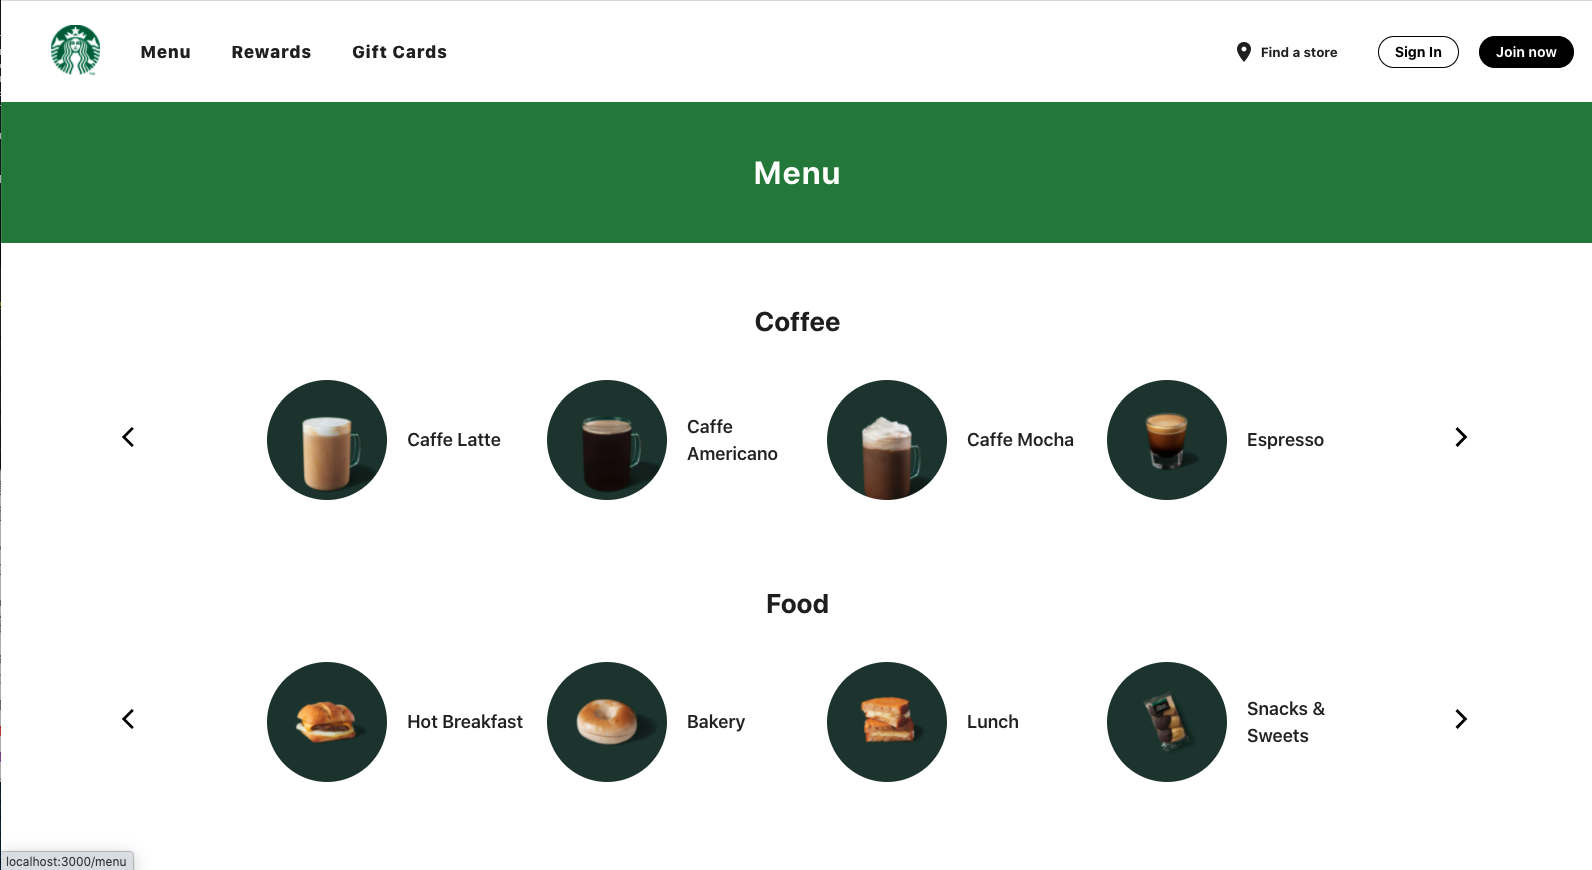 Menu
Rewards
Gift Cards
Find a store
Sign In
Join now
Menu
Coffee
Caffe Latte
Caffe
Americano
Caffe Mocha
Espresso
Food
Hot Breakfast
Bakery
Lunch
Snacks &
Sweets
localhost:3000/menu